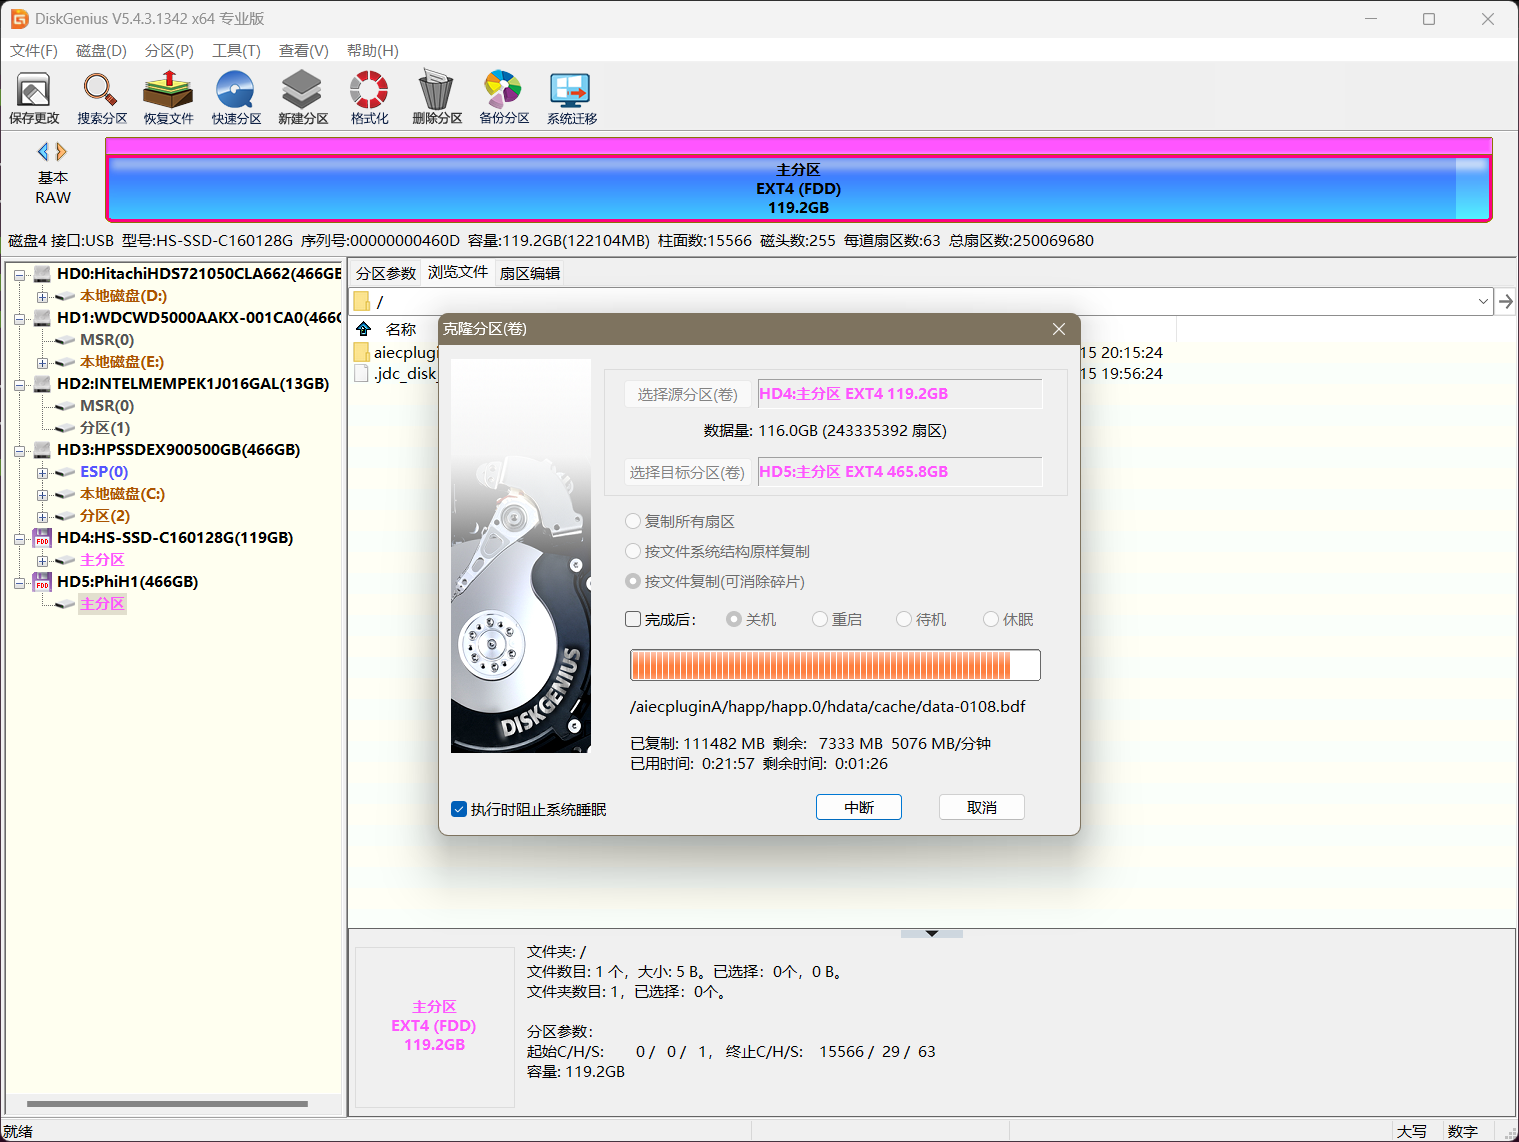 DiskGenius V5.4.3.1342 x64 专业版
文件(F) 磁盘(D) 分区(P) 工具(T) 查看(V) 帮助(H)
保存更改 搜索分区 恢复文件 快速分区 新建分区 格式化 删除分区 备份分区 系统迁移
基本
RAW
主分区
EXT4 (FDD)
119.2GB
磁盘4 接口:USB 型号:HS-SSD-C160128G 序列号:00000000460D 容量:119.2GB(122104MB) 柱面数:15566 磁头数:255 每道扇区数:63 总扇区数:250069680
HD0:HitachiHDS721050CLA662(466GB
本地磁盘(D:)
HD1:WDCWD5000AAKX-001CA0(466G
MSR(0)
本地磁盘(E:)
HD2:INTELMEMPEK1J016GAL(13GB)
MSR(0)
分区(1)
HD3:HPSSDEX900500GB(466GB)
ESP(0)
本地磁盘(C:)
分区(2)
FDD HD4:HS-SSD-C160128G(119GB)
主分区
FDD HD5:PhiH1(466GB)
主分区
分区参数 浏览文件 扇区编辑
/
名称
aiecplugi 15 20:15:24
.jdc_disk_ 15 19:56:24
克隆分区(卷)
选择源分区(卷) HD4:主分区 EXT4 119.2GB
数据量: 116.0GB (243335392 扇区)
选择目标分区(卷) HD5:主分区 EXT4 465.8GB
复制所有扇区
按文件系统结构原样复制
按文件复制(可消除碎片)
完成后: 关机 重启 待机 休眠
DISKGENIUS
/aiecpluginA/happ/happ.0/hdata/cache/data-0108.bdf
已复制: 111482 MB 剩余: 7333 MB 5076 MB/分钟
已用时间: 0:21:57 剩余时间: 0:01:26
执行时阻止系统睡眠 中断 取消
主分区
EXT4 (FDD)
119.2GB
文件夹: /
文件数目: 1 个，大小: 5 B。已选择：0个，0 B。
文件夹数目: 1，已选择：0个。
分区参数：
起始C/H/S: 0 / 0 / 1， 终止C/H/S: 15566 / 29 / 63
容量: 119.2GB
就绪 大写 数字